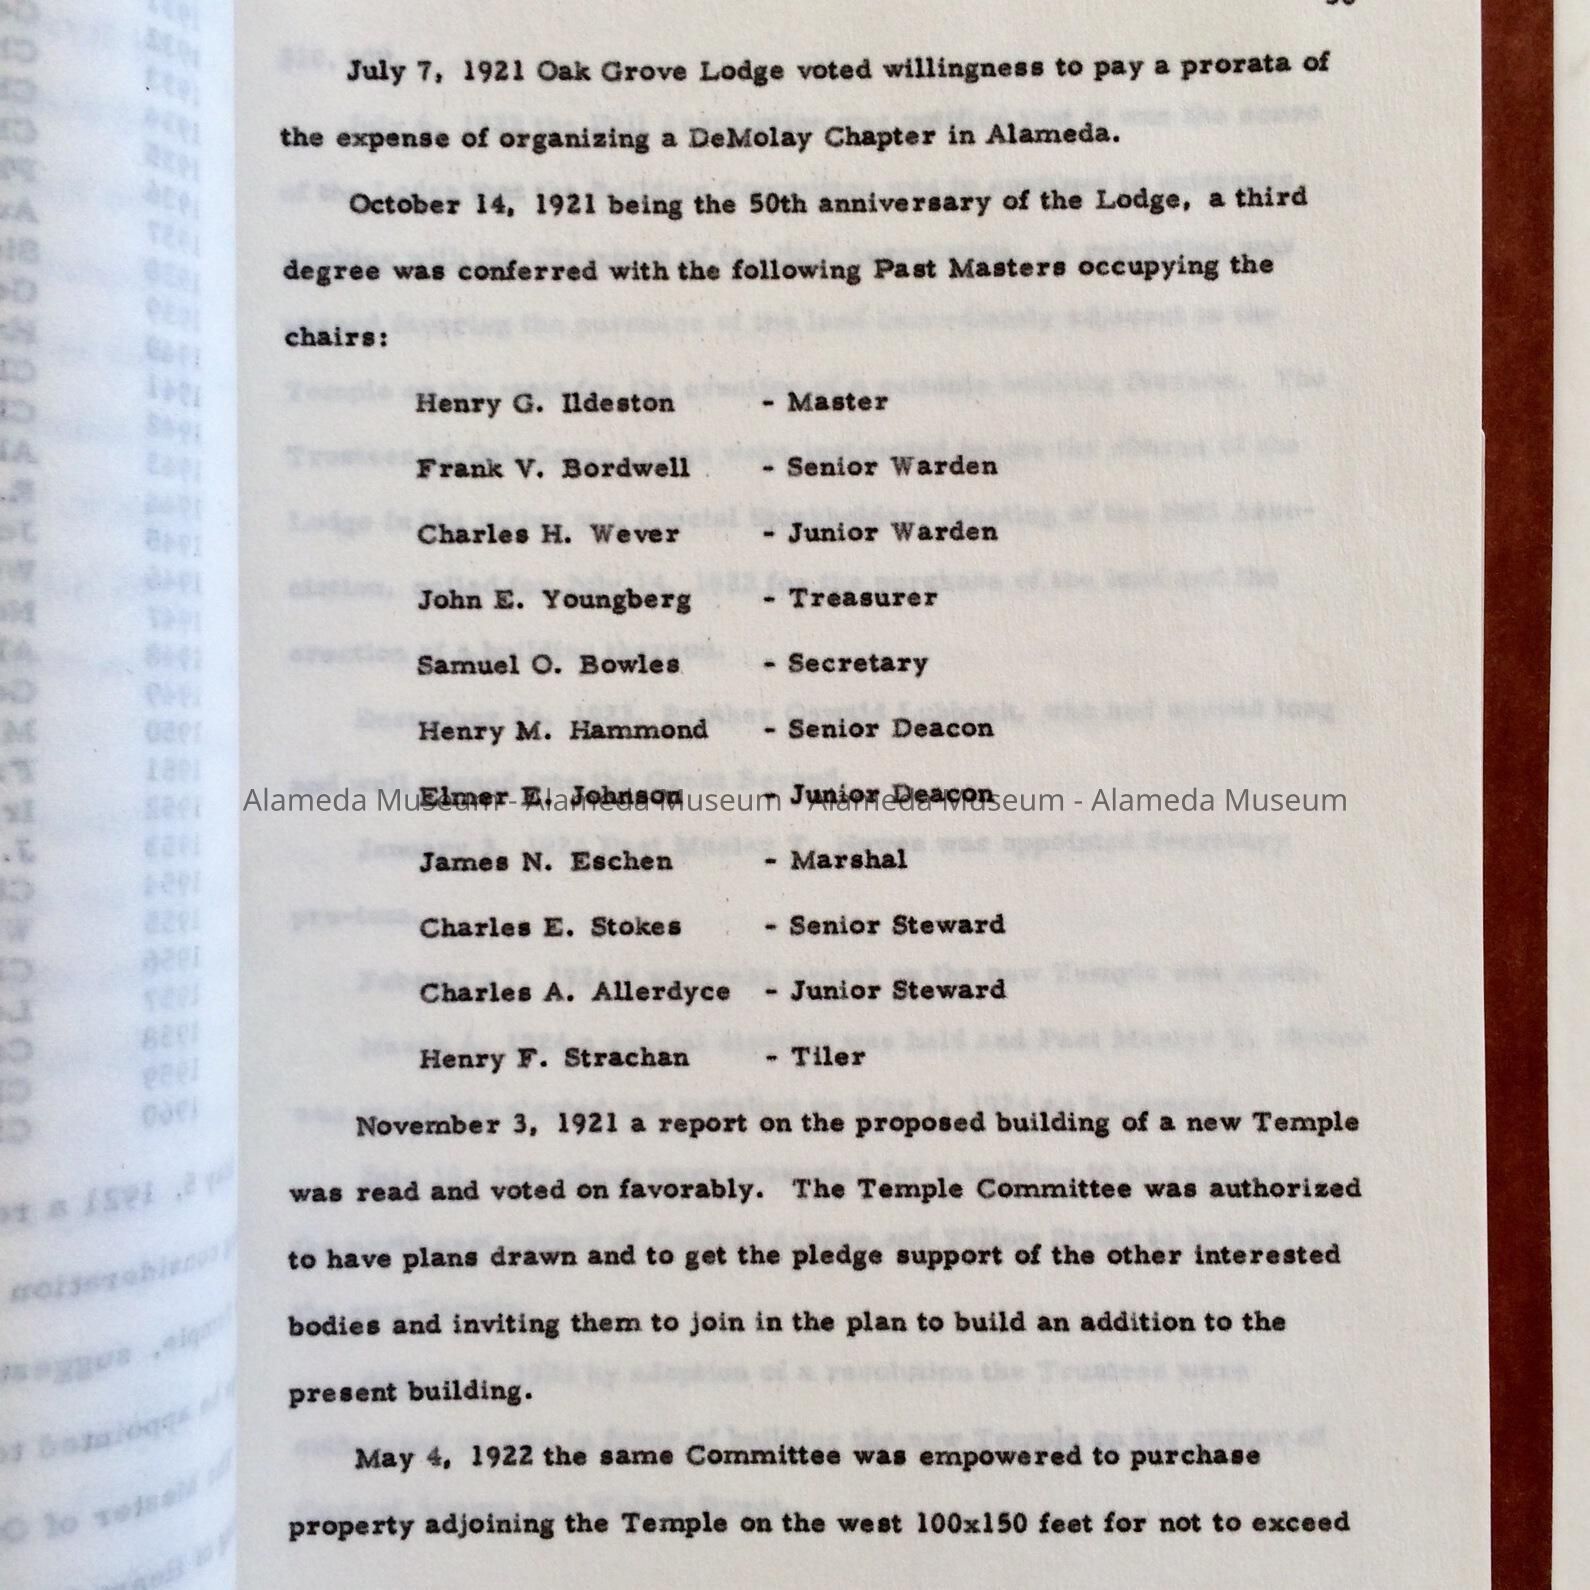 July 7, 1921 Oak Grove Lodge voted willingness to pay a prorata of
the expense of organizing a DeMolay Chapter in Alameda.
October 14, 1921 being the 50th anniversary of the Lodge, a third
degree was conferred with the following Past Masters occupying the
chairs:
Henry G. Ildeston - Master
Frank V. Bordwell - Senior Warden
Charles H. Wever - Junior Warden
John E. Youngberg - Treasurer
Samuel O. Bowles - Secretary
Henry M. Hammond - Senior Deacon
Elmer E. Johnson - Junior Deacon
Alameda Museum - Alameda Museum - Alameda Museum - Alameda Museum
James N. Eschen - Marshal
Charles E. Stokes - Senior Steward
Charles A. Allerdyce - Junior Steward
Henry F. Strachan - Tiler
November 3, 1921 a report on the proposed building of a new Temple
was read and voted on favorably. The Temple Committee was authorized
to have plans drawn and to get the pledge support of the other interested
bodies and inviting them to join in the plan to build an addition to the
present building.
May 4, 1922 the same Committee was empowered to purchase
property adjoining the Temple on the west 100x150 feet for not to exceed